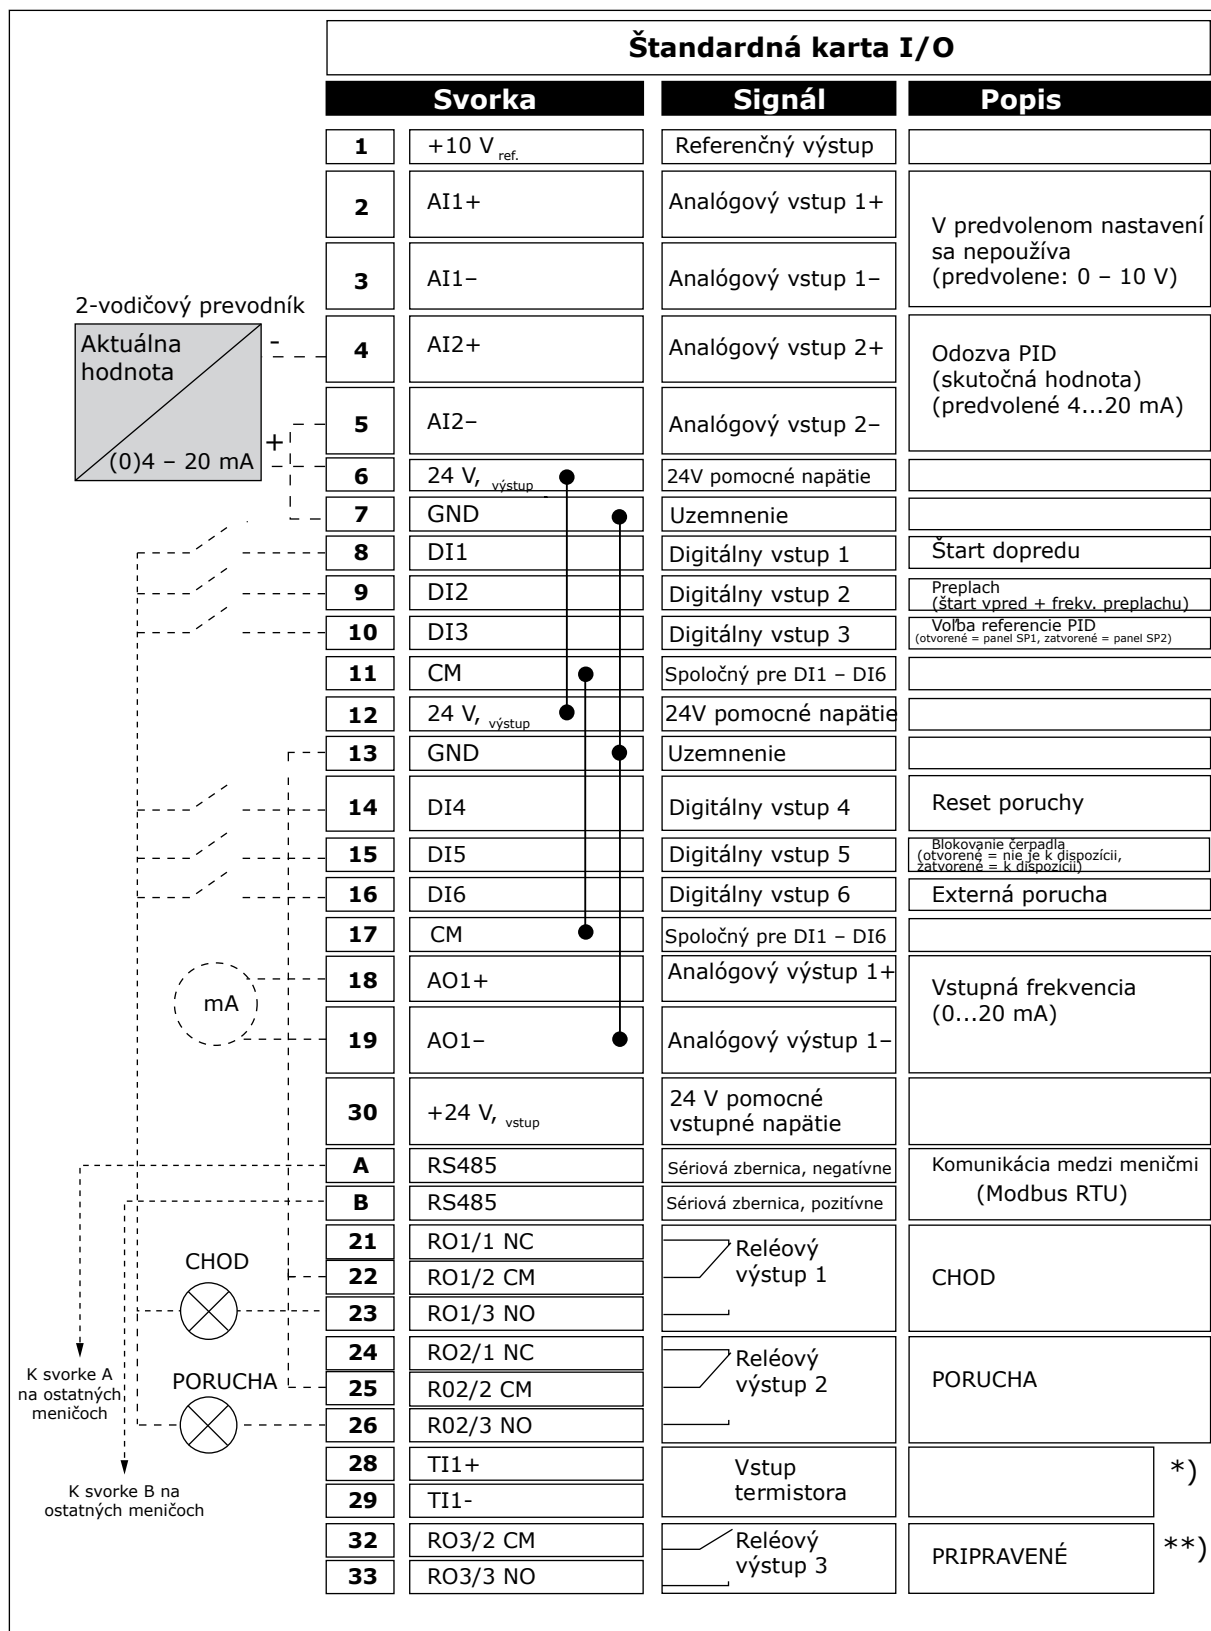 Štandardná karta I/O
Svorka Signál Popis
1 +10 V ref. Referenčný výstup
2 AI1+ Analógový vstup 1+
V predvolenom nastavení
sa nepoužíva
(predvolene: 0 – 10 V)
3 AI1– Analógový vstup 1–
2-vodičový prevodník
Aktuálna
hodnota
-
+
(0)4 – 20 mA
4 AI2+ Analógový vstup 2+
Odozva PID
(skutočná hodnota)
(predvolené 4...20 mA)
5 AI2– Analógový vstup 2–
6 24 V, výstup 24V pomocné napätie
7 GND Uzemnenie
8 DI1 Digitálny vstup 1 Štart dopredu
9 DI2 Digitálny vstup 2 Preplach
(štart vpred + frekv. preplachu)
10 DI3 Digitálny vstup 3 Voľba referencie PID
(otvorené = panel SP1, zatvorené = panel SP2)
11 CM Spoločný pre DI1 – DI6
12 24 V, výstup 24V pomocné napätie
13 GND Uzemnenie
14 DI4 Digitálny vstup 4 Reset poruchy
15 DI5 Digitálny vstup 5 Blokovanie čerpadla
(otvorené = nie je k dispozícii,
zatvorené = k dispozícii)
16 DI6 Digitálny vstup 6 Externá porucha
17 CM Spoločný pre DI1 – DI6
18 AO1+ Analógový výstup 1+
Vstupná frekvencia
(0...20 mA)
mA
19 AO1– Analógový výstup 1–
30 +24 V, vstup 24 V pomocné
vstupné napätie
A RS485 Sériová zbernica, negatívne Komunikácia medzi meničmi
(Modbus RTU)
B RS485 Sériová zbernica, pozitívne
21 RO1/1 NC Reléový
výstup 1
CHOD
22 RO1/2 CM CHOD
23 RO1/3 NO
24 RO2/1 NC Reléový
výstup 2
K svorke A
na ostatných
meničoch
PORUCHA
25 R02/2 CM PORUCHA
26 R02/3 NO
28 TI1+ Vstup
termistora
*)
29 TI1-
K svorke B na
ostatných meničoch
32 RO3/2 CM Reléový
výstup 3
PRIPRAVENÉ
**)
33 RO3/3 NO